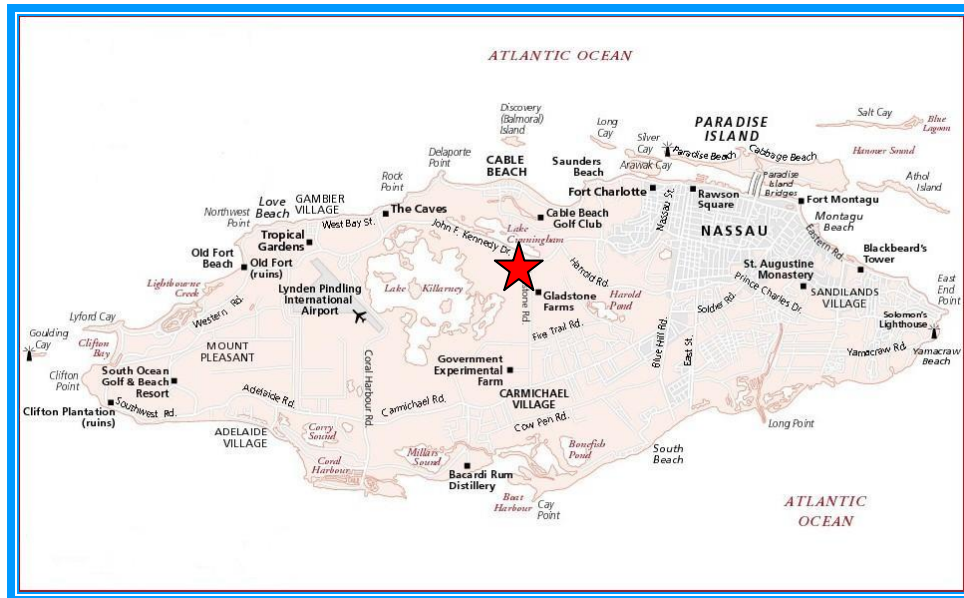 ATLANTIC OCEAN
Discovery
(Balmoral)
Island
Long
Cay
Silver
Cay
PARADISE
ISLAND
Salt Cay
Blue
Lagoon
Hanover Sound
Paradise Beach
Cabbage Beach
Arawak Cay
Athol
Island
Delaporte
Point
CABLE
BEACH
Saunders
Beach
Paradise
Island
Bridges
Rock
Point
Fort Charlotte
Nassau St.
Rawson
Square
Fort Montagu
Montagu
Beach
Love
Beach
GAMBIER
VILLAGE
Northwest
Point
West Bay St.
The Caves
Cable Beach
Golf Club
John F. Kennedy Dr.
Lake
Cunningham
NASSAU
Eastern Rd.
Tropical
Gardens
Old Fort
Beach
Old Fort
(ruins)
Blackbeard's
Tower
St. Augustine
Monastery
East
End
Point
Lightbourne
Creek
Lynden Pindling
International
Airport
Lake Killarney
Harrold Rd.
Harold
Pond
Gladstone
Farms
stone Rd.
Prince Charles Dr.
SANDILANDS
VILLAGE
Soldier Rd.
Solomon's
Lighthouse
Lyford Cay
Western Rd.
Goulding
Cay
Clifton
Bay
Fire Trail Rd.
Blue Hill Rd.
East St.
Yamacraw Rd.
Yamacraw
Beach
MOUNT
PLEASANT
Clifton
Point
South Ocean
Golf & Beach
Resort
Coral Harbour Rd.
Government
Experimental
Farm
CARMICHAEL
VILLAGE
Clifton Plantation
(ruins)
Southwest Rd.
Adelaide Rd.
Carmichael Rd.
Cow Pen Rd.
Long Point
ADELAIDE
VILLAGE
Corry
Sound
Coral
Harbour
Millars
Sound
Bonefish
Pond
South
Beach
Bacardi Rum
Distillery
Boat
Harbour
Cay
Point
ATLANTIC
OCEAN